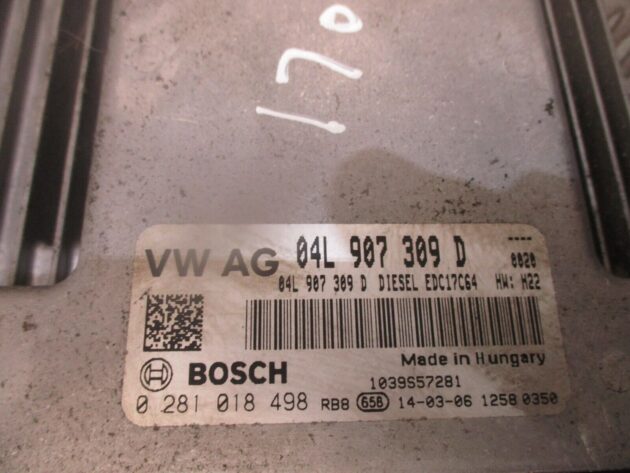 170
VW AG 04L 907 309 D ----
0020
04L 907 309 D DIESEL EDC17C64 HW: H22
Made in Hungary
BOSCH 1039S57281
0 281 018 498 RB8 658 14-03-06 1258 0350